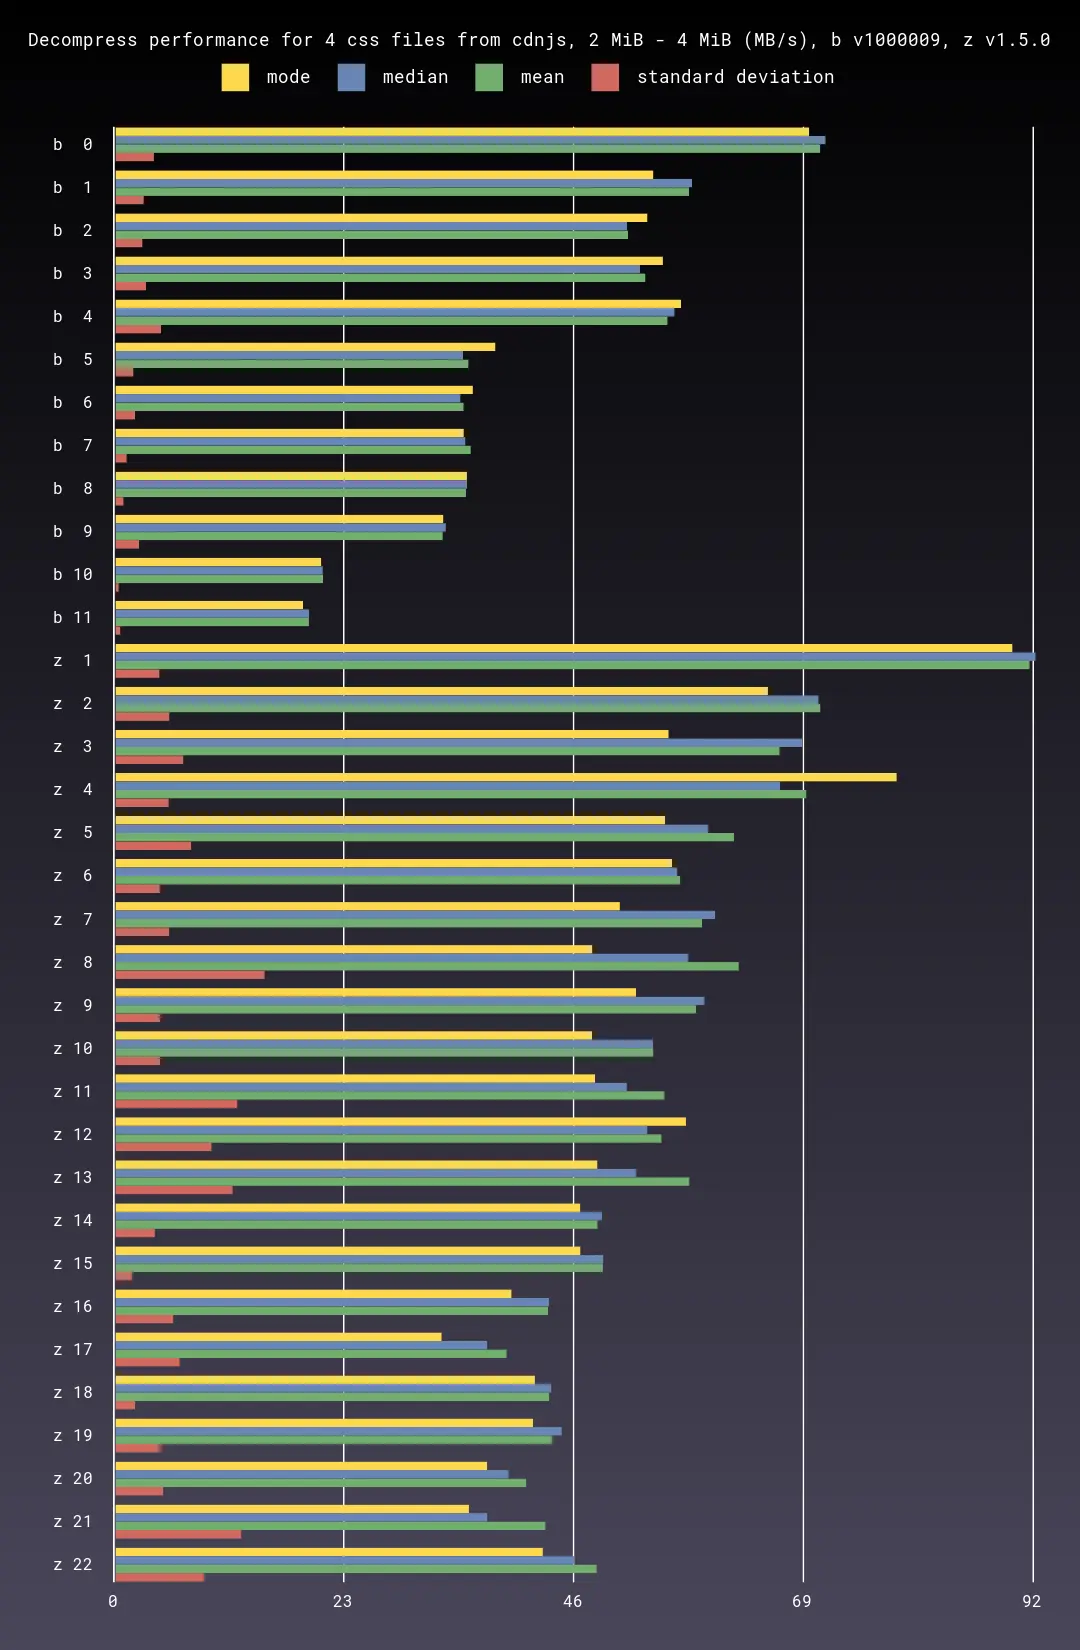 Decompress performance for 4 css files from cdnjs, 2 MiB - 4 MiB (MB/s), b v1000009, z v1.5.0
mode median mean standard deviation
b 0
b 1
b 2
b 3
b 4
b 5
b 6
b 7
b 8
b 9
b 10
b 11
z 1
z 2
z 3
z 4
z 5
z 6
z 7
z 8
z 9
z 10
z 11
z 12
z 13
z 14
z 15
z 16
z 17
z 18
z 19
z 20
z 21
z 22
0 23 46 69 92